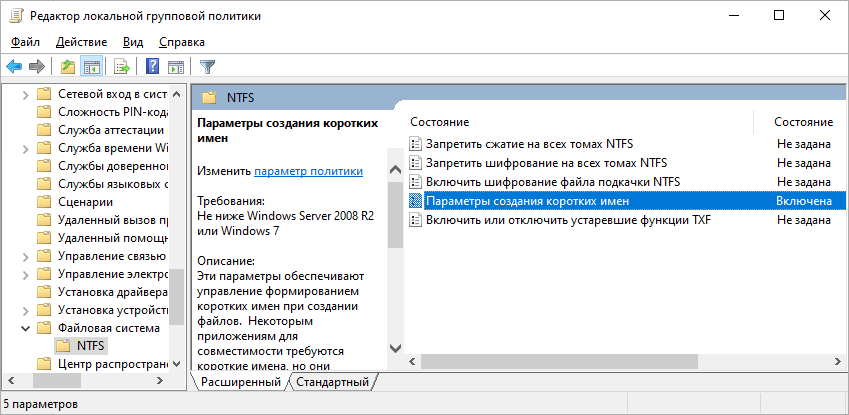 Редактор локальной групповой политики
Файл Действие Вид Справка
Сетевой вход в систе
Сложность PIN-кода
Служба аттестации
Служба времени Wi
Службы доверенно
Службы языковых с
Сценарии
Удаленный вызов пр
Удаленный помощн
Управление связью
Управление электро
Установка драйвера
Установка устройст
Файловая система
NTFS
Центр распростране
NTFS
Параметры создания коротких
имен
Изменить параметр политики
Требования:
Не ниже Windows Server 2008 R2
или Windows 7
Описание:
Эти параметры обеспечивают
управление формированием
коротких имен при создании
файлов. Некоторым
приложениям для
совместимости требуются
короткие имена, но они
Состояние Состояние
Запретить сжатие на всех томах NTFS Не задана
Запретить шифрование на всех томах NTFS Не задана
Включить шифрование файла подкачки NTFS Не задана
Параметры создания коротких имен Включена
Включить или отключить устаревшие функции TXF Не задана
Расширенный Стандартный
5 параметров